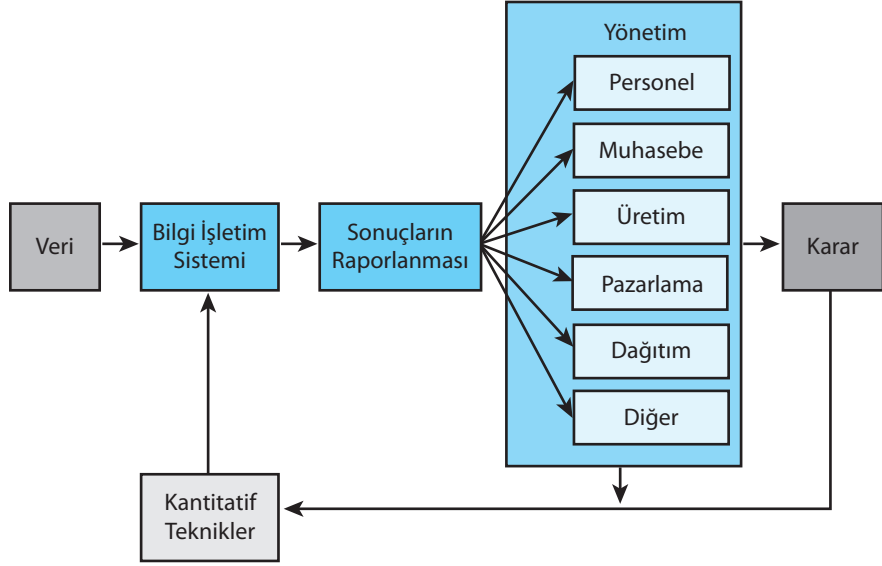 Yönetim
Personel
Muhasebe
Üretim
Pazarlama
Dağıtım
Diğer
Veri
Bilgi İşletim
Sistemi
Sonuçların
Raporlanması
Karar
Kantitatif
Teknikler